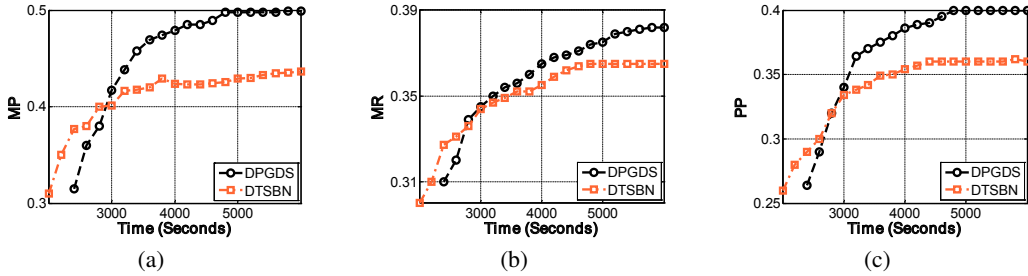 0.5
0.4
0.3
MP
3000 4000 5000
Time (Seconds)
DPGDS
DTSBN
(a)
0.39
0.35
0.31
MR
3000 4000 5000
Time (Seconds)
DPGDS
DTSBN
(b)
0.4
0.35
0.3
0.25
PP
3000 4000 5000
Time (Seconds)
DPGDS
DTSBN
(c)